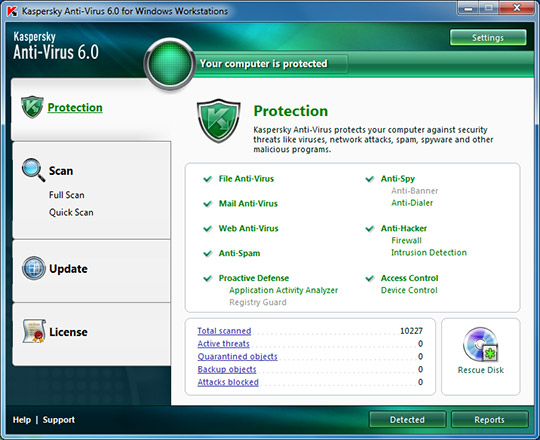 Kaspersky Anti-Virus 6.0 for Windows Workstations
Kaspersky
Anti-Virus 6.0
Settings
Your computer is protected
Protection
Scan
Full Scan
Quick Scan
Update
License
Protection
Kaspersky Anti-Virus protects your computer against security
threats like viruses, network attacks, spam, spyware and other
malicious programs.
File Anti-Virus
Mail Anti-Virus
Web Anti-Virus
Anti-Spam
Proactive Defense
Application Activity Analyzer
Registry Guard
Anti-Spy
Anti-Banner
Anti-Dialer
Anti-Hacker
Firewall
Intrusion Detection
Access Control
Device Control
Total scanned 10227
Active threats 0
Quarantined objects 0
Backup objects 0
Attacks blocked 0
Rescue Disk
Help | Support
Detected
Reports